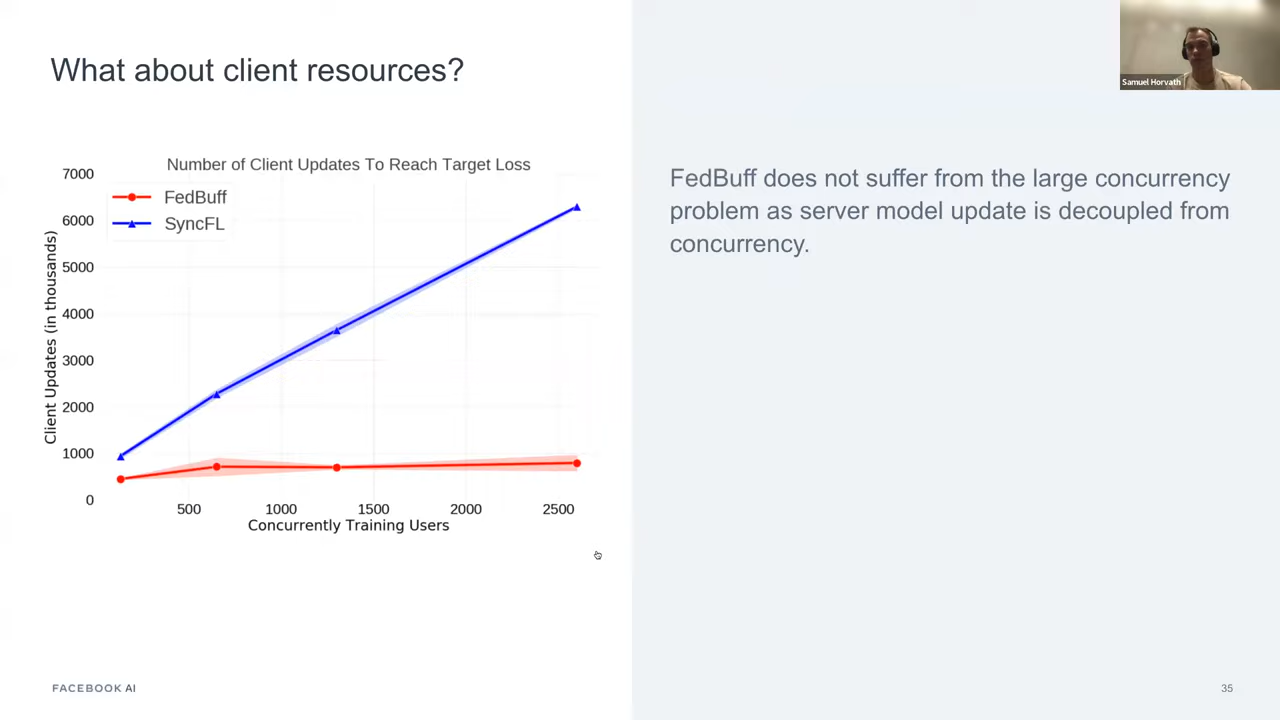 What about client resources?
Samuel Horvath
Number of Client Updates To Reach Target Loss
FedBuff
SyncFL
7000
6000
5000
4000
3000
2000
1000
0
Client Updates (in thousands)
500
1000
1500
2000
2500
Concurrently Training Users
FedBuff does not suffer from the large concurrency
problem as server model update is decoupled from
concurrency.
FACEBOOK AI
35